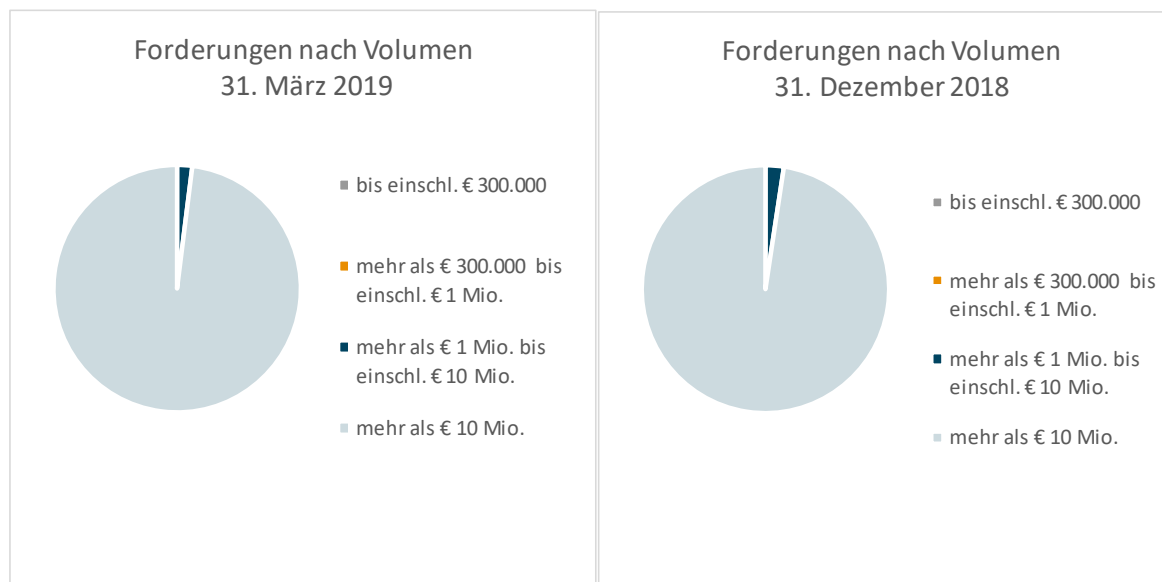 Forderungen nach Volumen
31. März 2019
bis einschl. € 300.000
mehr als € 300.000 bis
einschl. € 1 Mio.
mehr als € 1 Mio. bis
einschl. € 10 Mio.
mehr als € 10 Mio.
Forderungen nach Volumen
31. Dezember 2018
bis einschl. € 300.000
mehr als € 300.000 bis
einschl. € 1 Mio.
mehr als € 1 Mio. bis
einschl. € 10 Mio.
mehr als € 10 Mio.